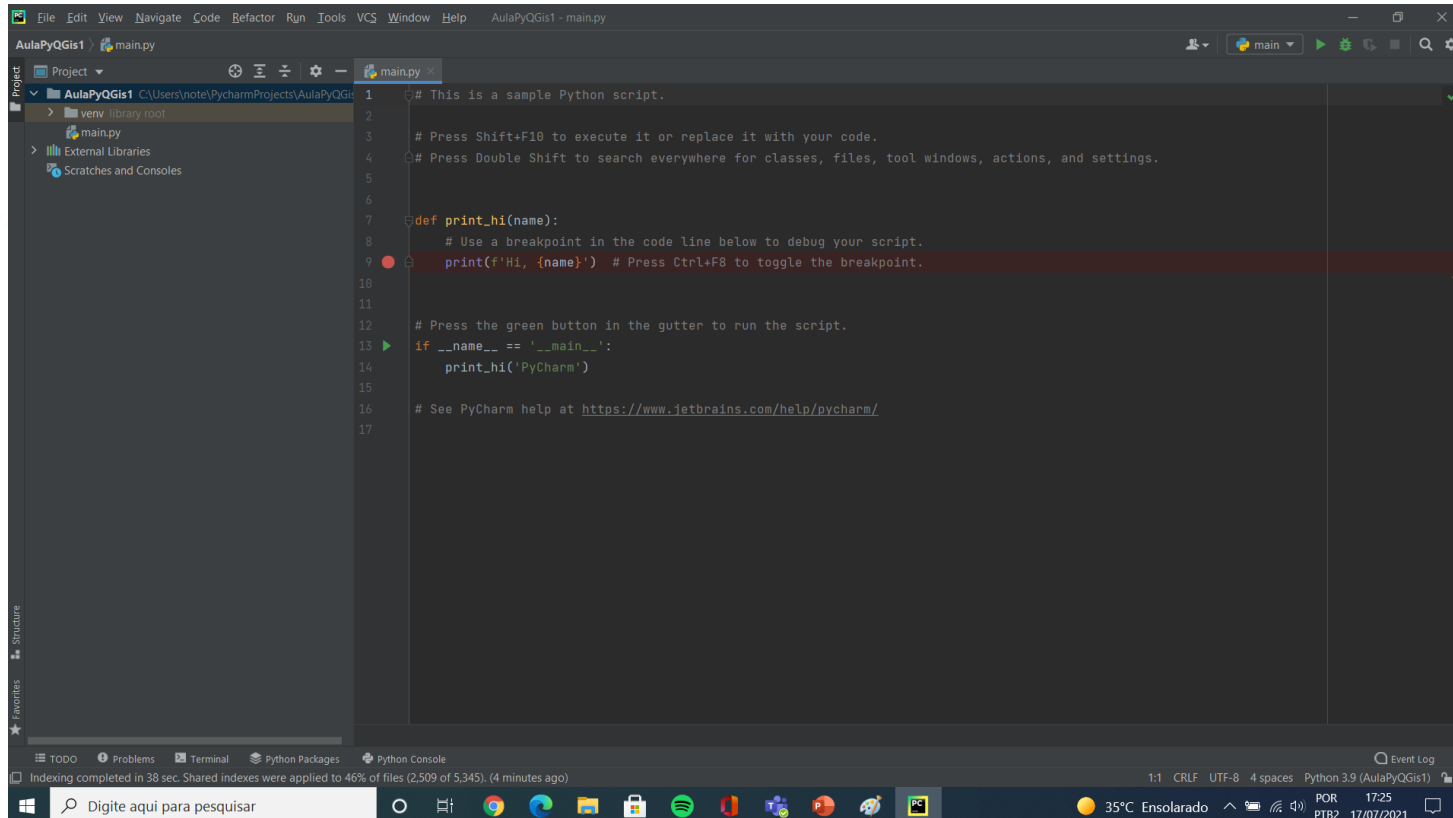 File Edit View Navigate Code Refactor Run Tools VCS Window Help AulaPyQGis1 - main.py
AulaPyQGis1 main.py main
Project
main.py
Project
AulaPyQGis1 C:\Users\note\PycharmProjects\AulaPyQGis
venv library root
main.py
External Libraries
Scratches and Consoles
1 # This is a sample Python script.
2
3 # Press Shift+F10 to execute it or replace it with your code.
4 # Press Double Shift to search everywhere for classes, files, tool windows, actions, and settings.
5
6
7 def print_hi(name):
8 # Use a breakpoint in the code line below to debug your script.
9 print(f'Hi, {name}') # Press Ctrl+F8 to toggle the breakpoint.
10
11
12 # Press the green button in the gutter to run the script.
13 if __name__ == '__main__':
14 print_hi('PyCharm')
15
16 # See PyCharm help at https://www.jetbrains.com/help/pycharm/
17
Structure
Favorites
TODO Problems Terminal Python Packages Python Console Event Log
Indexing completed in 38 sec. Shared indexes were applied to 46% of files (2,509 of 5,345). (4 minutes ago) 1:1 CRLF UTF-8 4 spaces Python 3.9 (AulaPyQGis1)
Digite aqui para pesquisar
35°C Ensolarado
POR
PTB2
17:25
17/07/2021